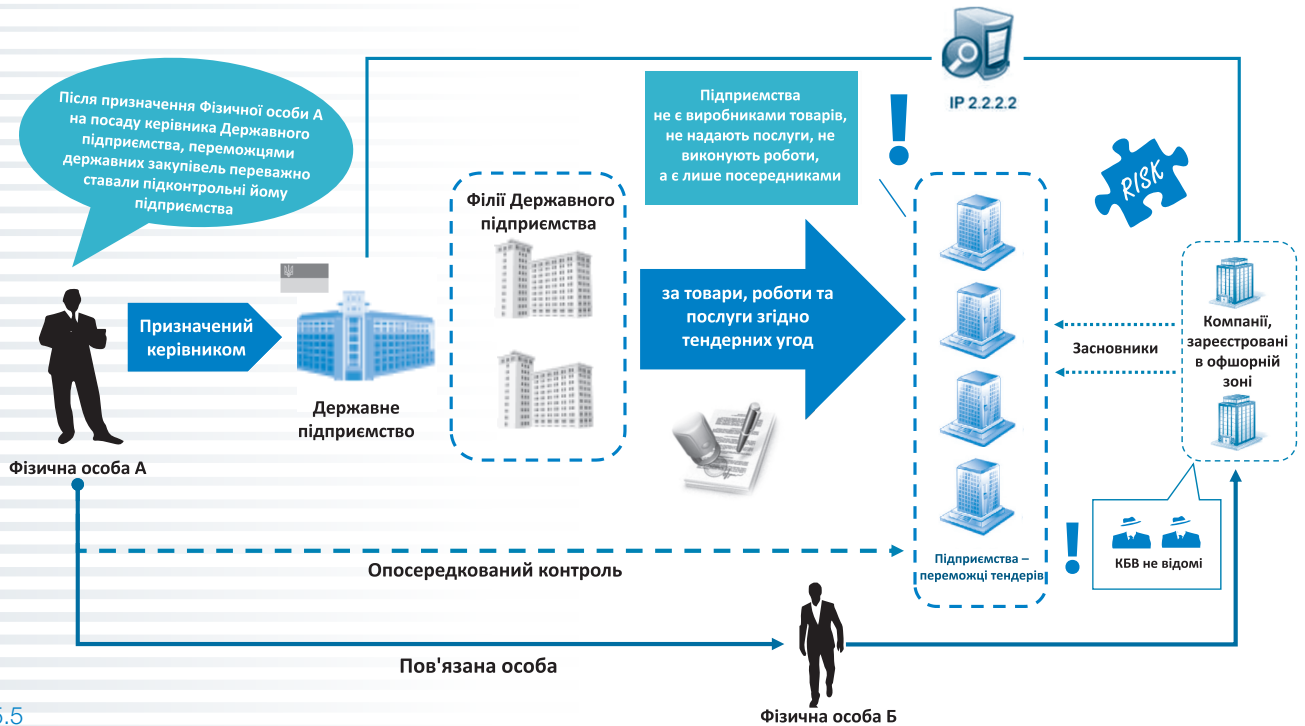 IP 2.2.2.2
Після призначення Фізичної особи А
на посаду керівника Державного
підприємства, переможцями
державних закупівель переважно
ставали підконтрольні йому
підприємства
Підприємства
не є виробниками товарів,
не надають послуги, не
виконують роботи,
а є лише посередниками
!
RISK
Філії Державного
підприємства
Призначений
керівником
за товари, роботи та
послуги згідно
тендерних угод
Засновники
Компанії,
зареєстровані
в офшорній
зоні
Державне
підприємство
Фізична особа А
Опосередкований контроль
Підприємства –
переможці тендерів
!
КБВ не відомі
Пов'язана особа
Фізична особа Б
5.5